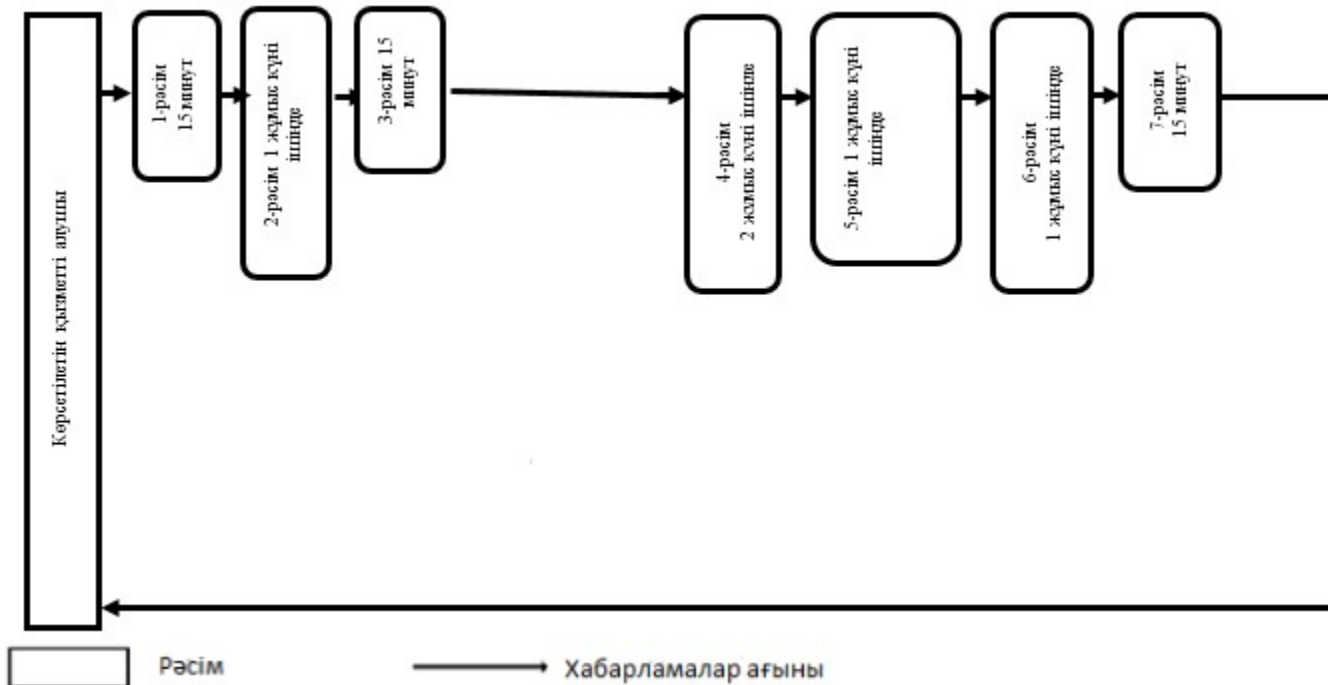 Көрсетілетін қызметті алушы
1-рәсім
15 минут
2-рәсім 1 жұмыс күні
ішінде
3-рәсім 15
минут
4-рәсім
2 жұмыс күні ішінде
5-рәсім 1 жұмыс күні
ішінде
6-рәсім
1 жұмыс күні ішінде
7-рәсім
15 минут
Рәсім
Хабарламалар ағыны